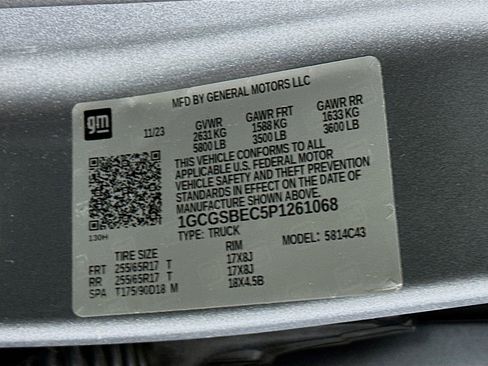 MFD BY GENERAL MOTORS LLC
gm
11/23
GVWR GAWR FRT GAWR RR
2631 KG 1588 KG 1633 KG
5800 LB 3500 LB 3600 LB
THIS VEHICLE CONFORMS TO ALL
APPLICABLE U.S. FEDERAL MOTOR
VEHICLE SAFETY AND THEFT PREVENTION
STANDARDS IN EFFECT ON THE DATE OF
MANUFACTURE SHOWN ABOVE.
1GCGSBEC5P1261068
TYPE: TRUCK MODEL: 5814C43
130H
TIRE SIZE RIM
FRT 255/65R17 T 17X8J
RR 255/65R17 T 17X8J
SPA T175/90D18 M 18X4.5B